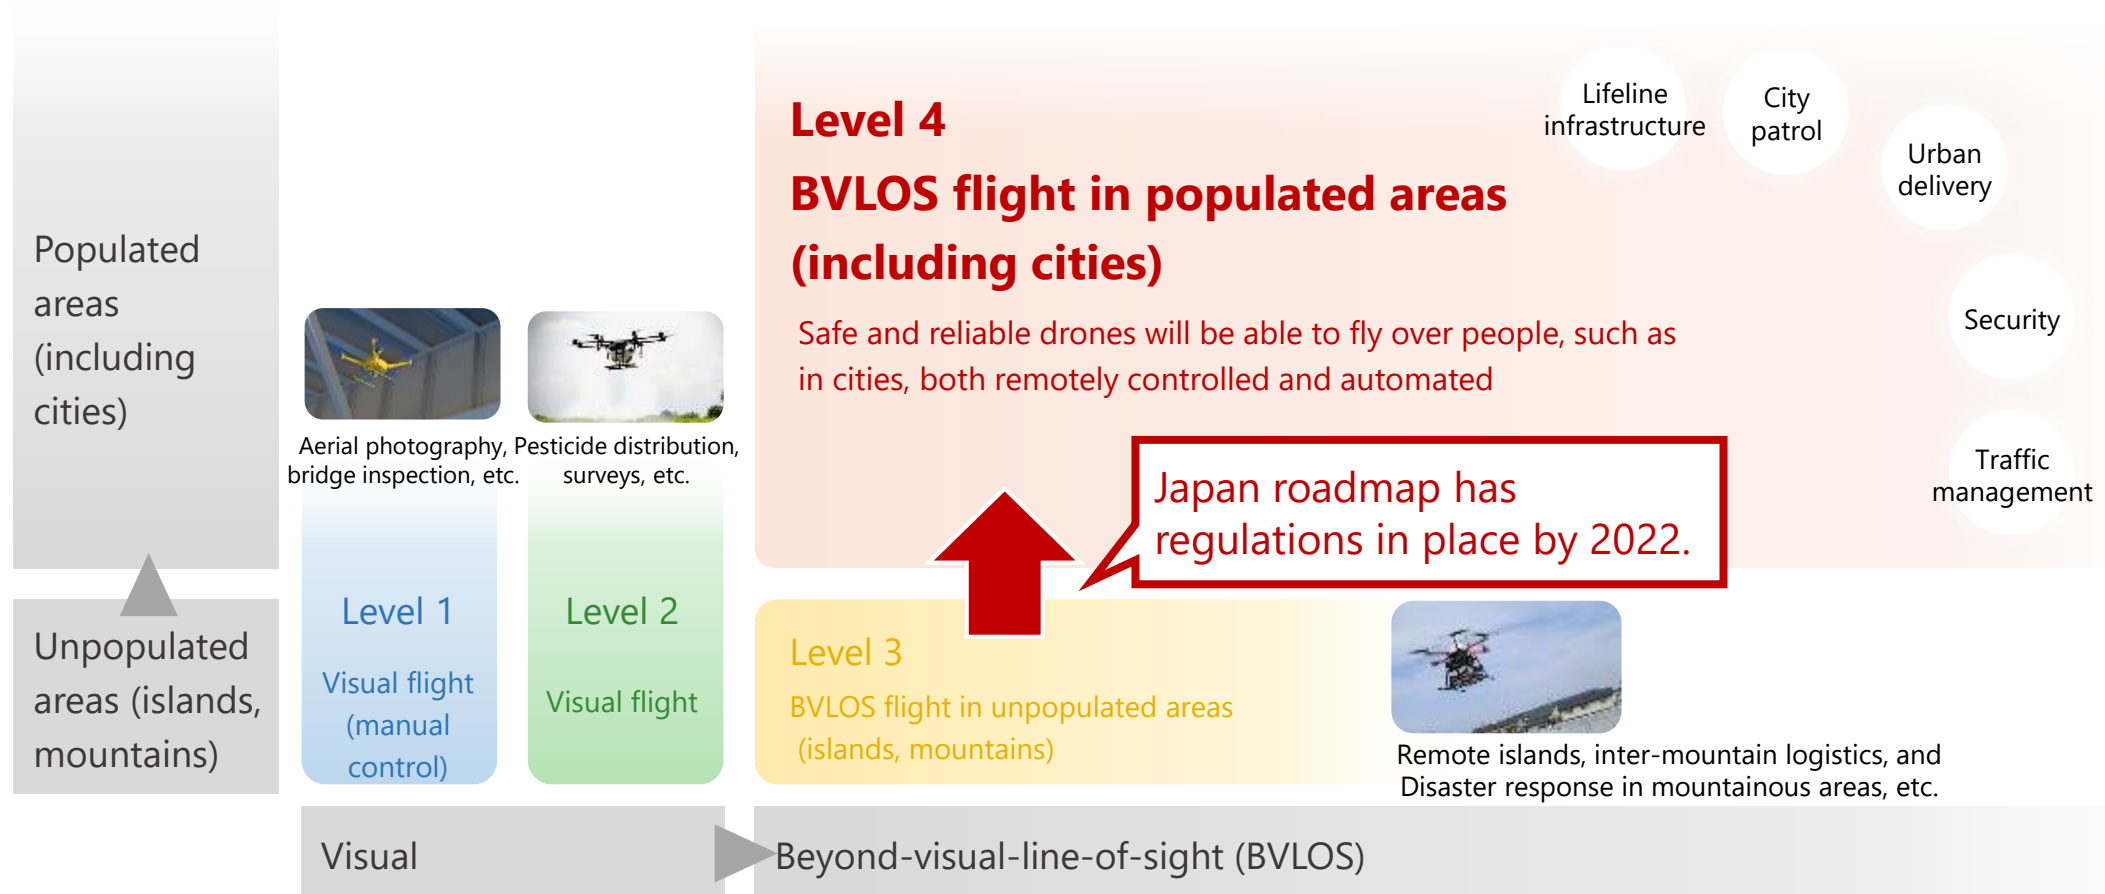 Populated
areas
(including
cities)
Unpopulated
areas (islands,
mountains)
Aerial photography,
bridge inspection, etc.
Pesticide distribution,
surveys, etc.
Level 1
Visual flight
(manual
control)
Level 2
Visual flight
Level 4
BVLOS flight in populated areas
(including cities)
Safe and reliable drones will be able to fly over people, such as
in cities, both remotely controlled and automated
Lifeline
infrastructure
City
patrol
Urban
delivery
Security
Traffic
management
Japan roadmap has
regulations in place by 2022.
Level 3
BVLOS flight in unpopulated areas
(islands, mountains)
Remote islands, inter-mountain logistics, and
Disaster response in mountainous areas, etc.
Visual
Beyond-visual-line-of-sight (BVLOS)